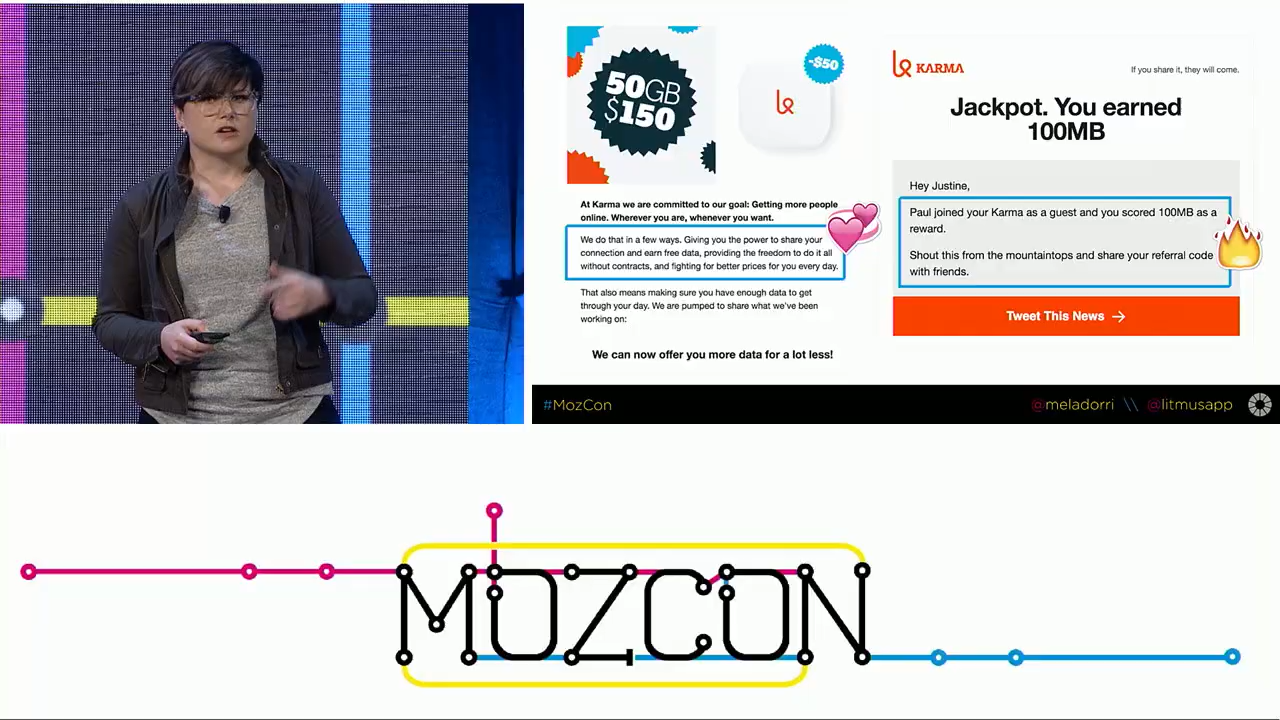 50GB
$150
-$50
At Karma we are committed to our goal: Getting more people
online. Wherever you are, whenever you want.
We do that in a few ways. Giving you the power to share your
connection and earn free data, providing the freedom to do it all
without contracts, and fighting for better prices for you every day.
That also means making sure you have enough data to get
through your day. We are pumped to share what we've been
working on:
We can now offer you more data for a lot less!
KARMA
If you share it, they will come.
Jackpot. You earned
100MB
Hey Justine,
Paul joined your Karma as a guest and you scored 100MB as a
reward.
Shout this from the mountaintops and share your referral code
with friends.
Tweet This News →
#MozCon
@meladorri \\ @litmusapp
MOZCON